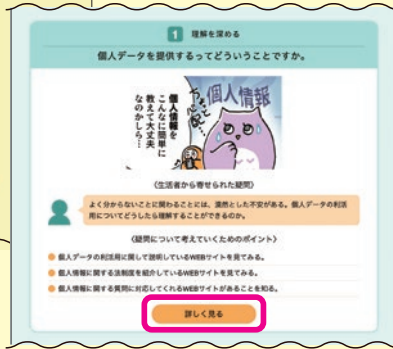 1 理解を深める
個人データを提供するってどういうことですか。
個人情報を
こんなに簡単に
教えて大丈夫
なのかしら…
個人情報
〈生活者から寄せられた疑問〉
よく分からないことに関わることには、漠然とした不安がある。個人データの利活
用についてどうしたら理解することができるのか。
〈疑問について考えていくためのポイント〉
個人データの利活用に関して説明しているWEBサイトを見てみる。
個人情報に関する法制度を紹介しているWEBサイトを見てみる。
個人情報に関する質問に対応してくれるWEBサイトがあることを知る。
詳しく見る